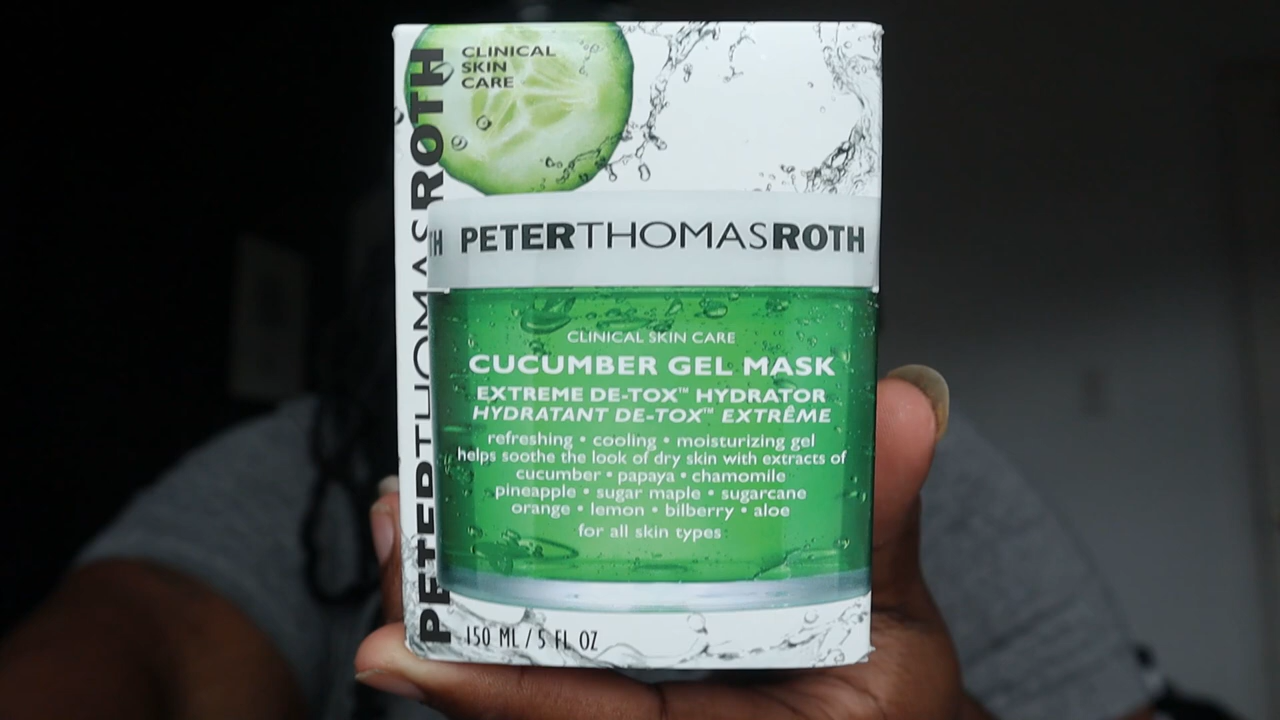 CLINICAL
SKIN
CARE
PETERTHOMASROTH
TH
PETERTHOMASROTH
CLINICAL SKIN CARE
CUCUMBER GEL MASK
EXTREME DE-TOX™ HYDRATOR
HYDRATANT DE-TOX™ EXTRÊME
refreshing • cooling • moisturizing gel
helps soothe the look of dry skin with extracts of
cucumber • papaya • chamomile
pineapple • sugar maple • sugarcane
orange • lemon • bilberry • aloe
for all skin types
150 ML / 5 FL OZ